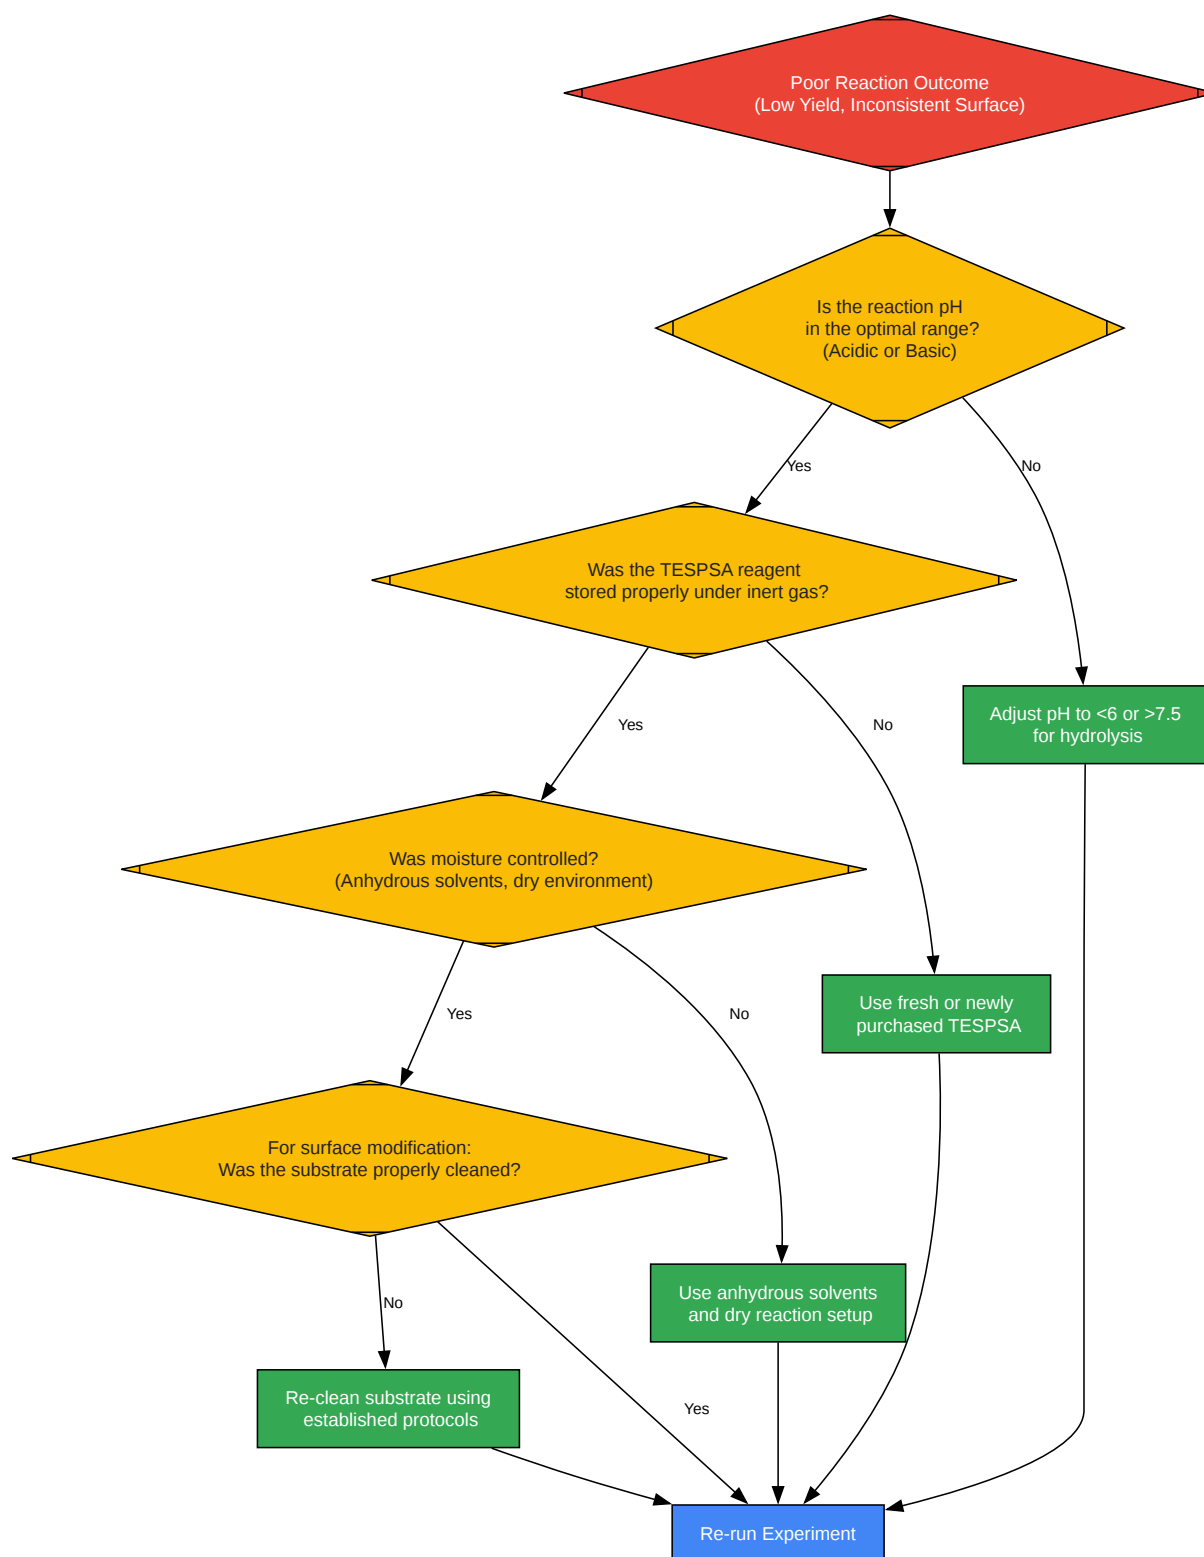 Poor Reaction Outcome
(Low Yield, Inconsistent Surface)
Is the reaction pH
in the optimal range?
(Acidic or Basic)
Yes
No
Was the TESPSA reagent
stored properly under inert gas?
Adjust pH to <6 or >7.5
for hydrolysis
Yes
No
Was moisture controlled?
(Anhydrous solvents, dry environment)
Use fresh or newly
purchased TESPSA
Yes
No
For surface modification:
Was the substrate properly cleaned?
Use anhydrous solvents
and dry reaction setup
No
Re-clean substrate using
established protocols
Yes
Re-run Experiment